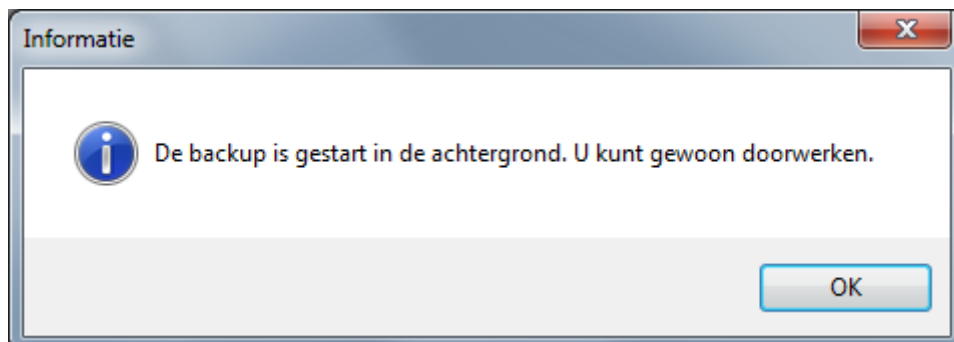 Informatie
De backup is gestart in de achtergrond. U kunt gewoon doorwerken.
OK